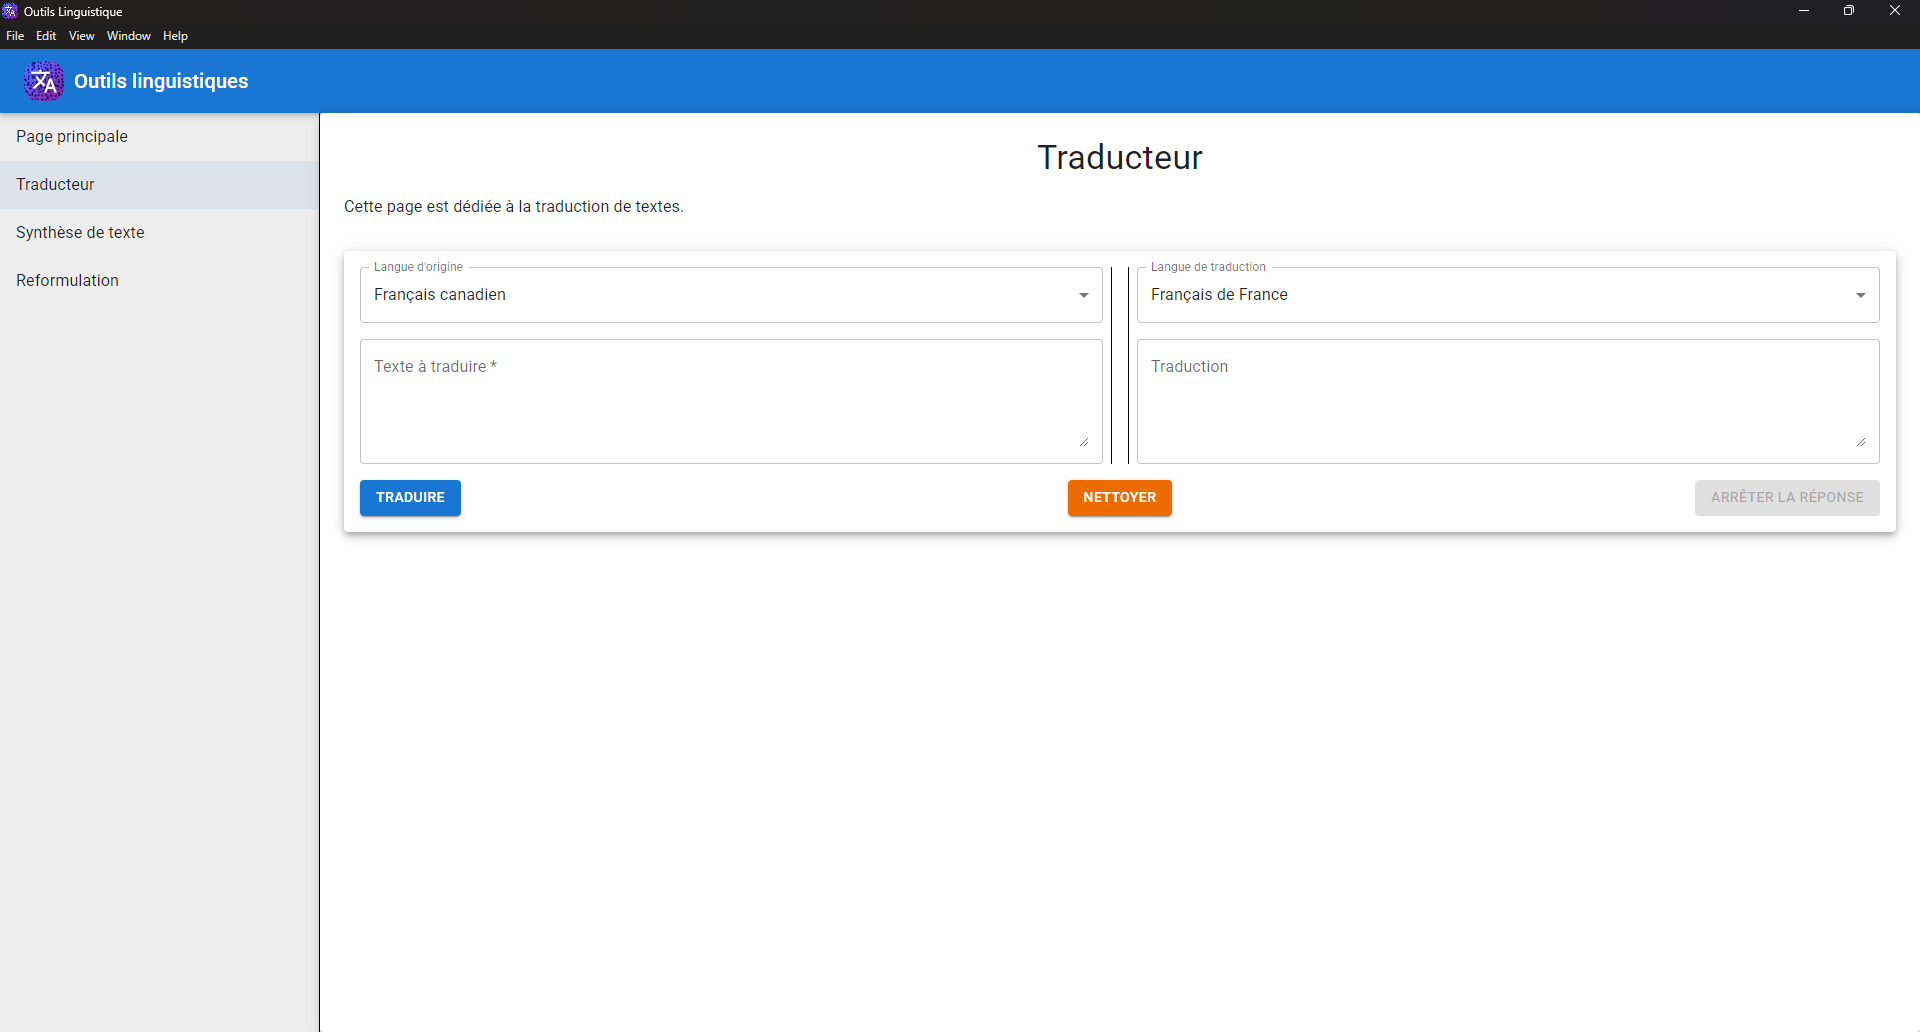 Outils Linguistique
File Edit View Window Help
Outils linguistiques
Page principale
Traducteur
Synthèse de texte
Reformulation
Traducteur
Cette page est dédiée à la traduction de textes.
Langue d'origine
Français canadien
Langue de traduction
Français de France
Texte à traduire *
Traduction
TRADUIRE
NETTOYER
ARRÊTER LA RÉPONSE